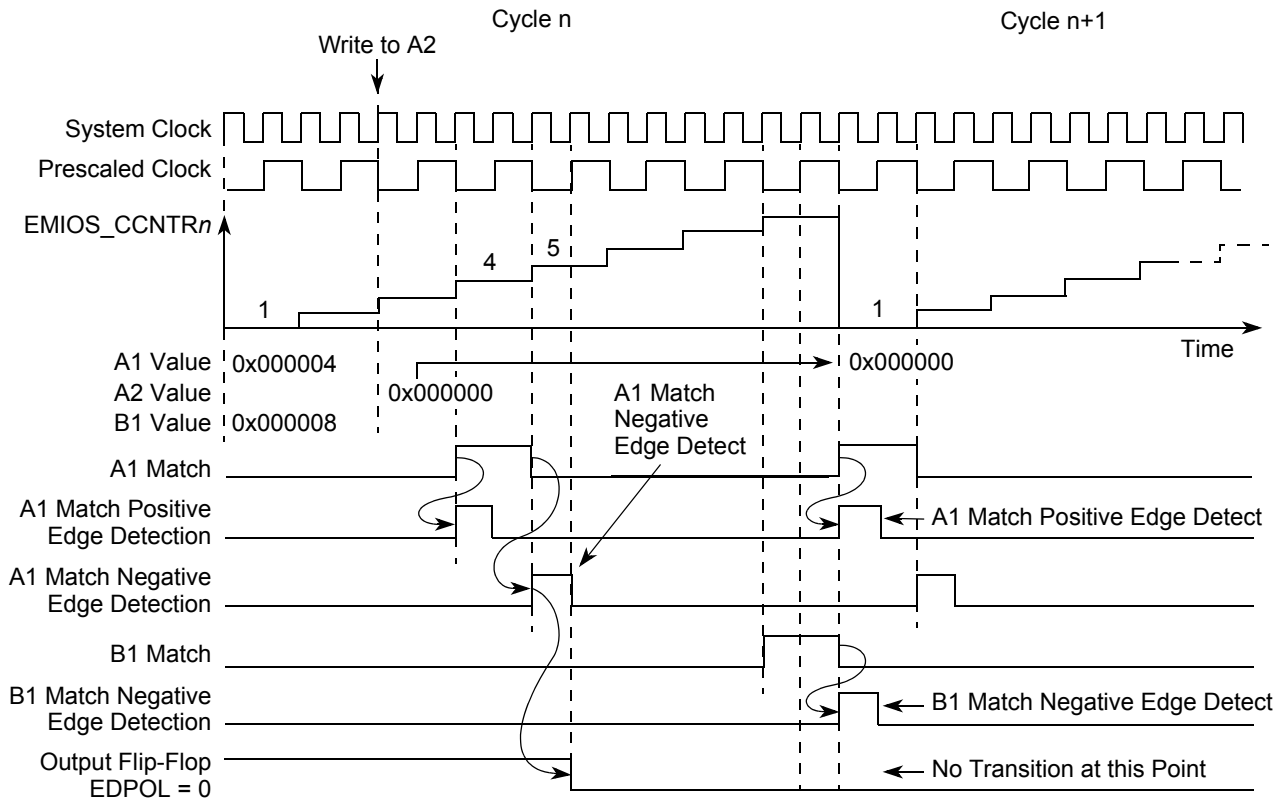 Cycle n
Cycle n+1
Write to A2
System Clock
Prescaled Clock
EMIOS_CCNTRn
4
5
1
1
Time
A1 Value 0x000004
0x000000
A2 Value
0x000000
B1 Value 0x000008
A1 Match
Negative
Edge Detect
A1 Match
A1 Match Positive
Edge Detection
A1 Match Positive Edge Detect
A1 Match Negative
Edge Detection
B1 Match
B1 Match Negative
Edge Detection
B1 Match Negative Edge Detect
Output Flip-Flop
EDPOL = 0
No Transition at this Point